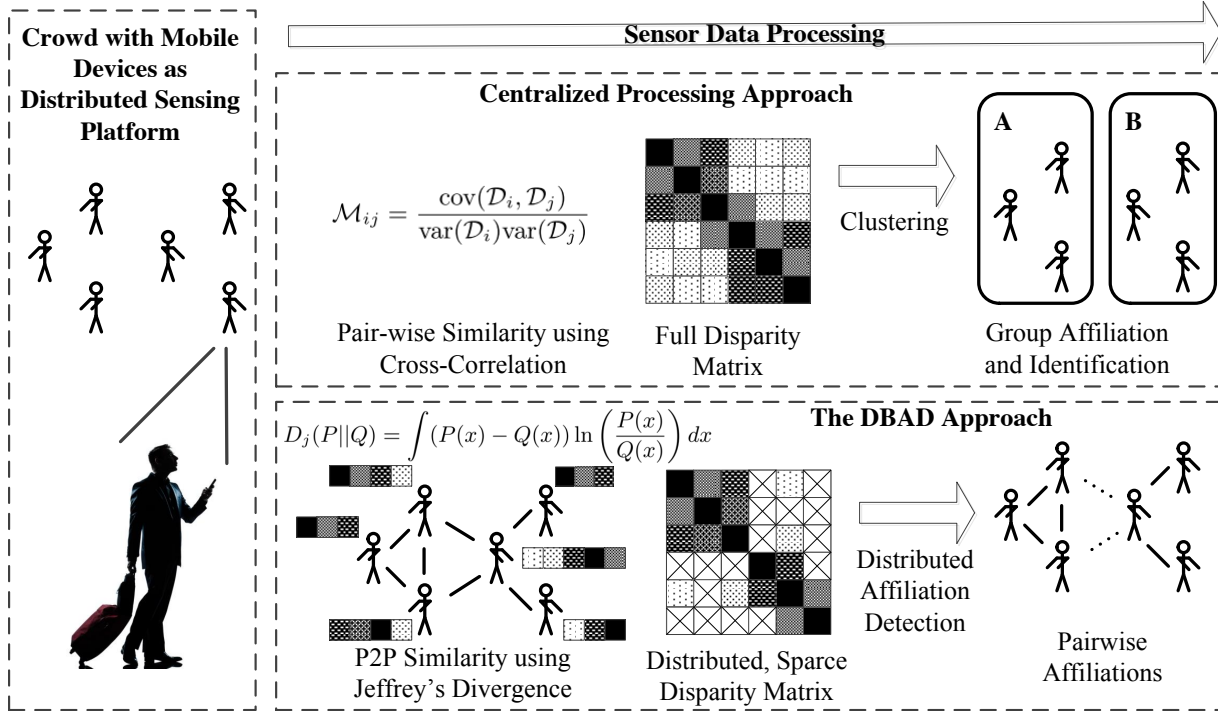 Crowd with Mobile
Devices as
Distributed Sensing
Platform
Sensor Data Processing
Centralized Processing Approach
$\mathcal{M}_{ij} = \frac{\mathrm{cov}(\mathcal{D}_i, \mathcal{D}_j)}{\mathrm{var}(\mathcal{D}_i)\mathrm{var}(\mathcal{D}_j)}$
Pair-wise Similarity using
Cross-Correlation
Full Disparity
Matrix
Clustering
A
B
Group Affiliation
and Identification
The DBAD Approach
$D_j(P||Q) = \int (P(x) - Q(x)) \ln \left( \frac{P(x)}{Q(x)} \right) dx$
P2P Similarity using
Jeffrey's Divergence
Distributed, Sparce
Disparity Matrix
Distributed
Affiliation
Detection
Pairwise
Affiliations